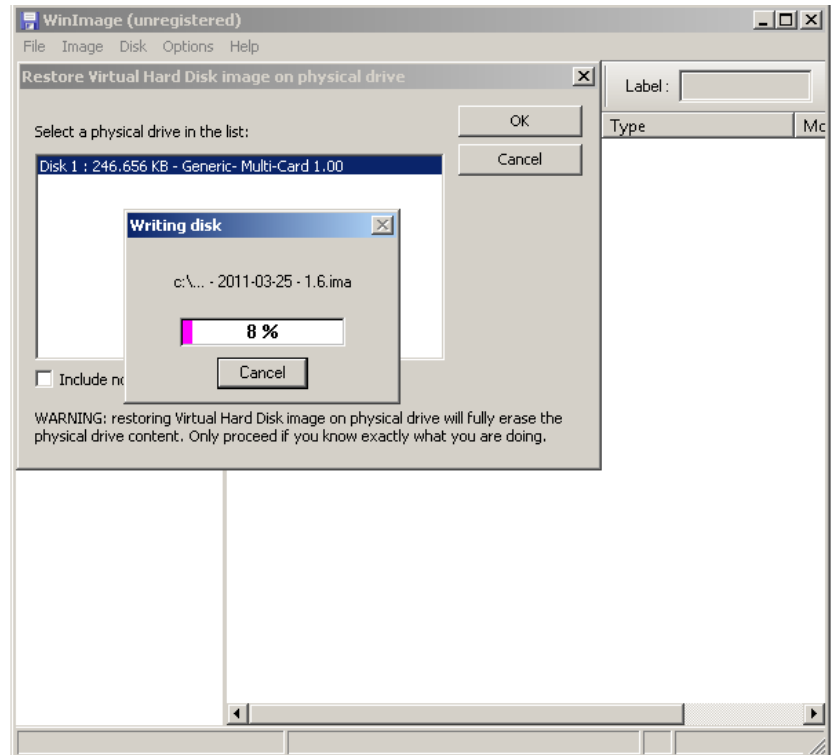 WinImage (unregistered)
File Image Disk Options Help
Restore Virtual Hard Disk image on physical drive
Label:
Select a physical drive in the list:
OK
Cancel
Type
Disk 1 : 246.656 KB - Generic- Multi-Card 1.00
Writing disk
c:\... - 2011-03-25 - 1.6.ima
8 %
Cancel
Include
WARNING: restoring Virtual Hard Disk image on physical drive will fully erase the
physical drive content. Only proceed if you know exactly what you are doing.